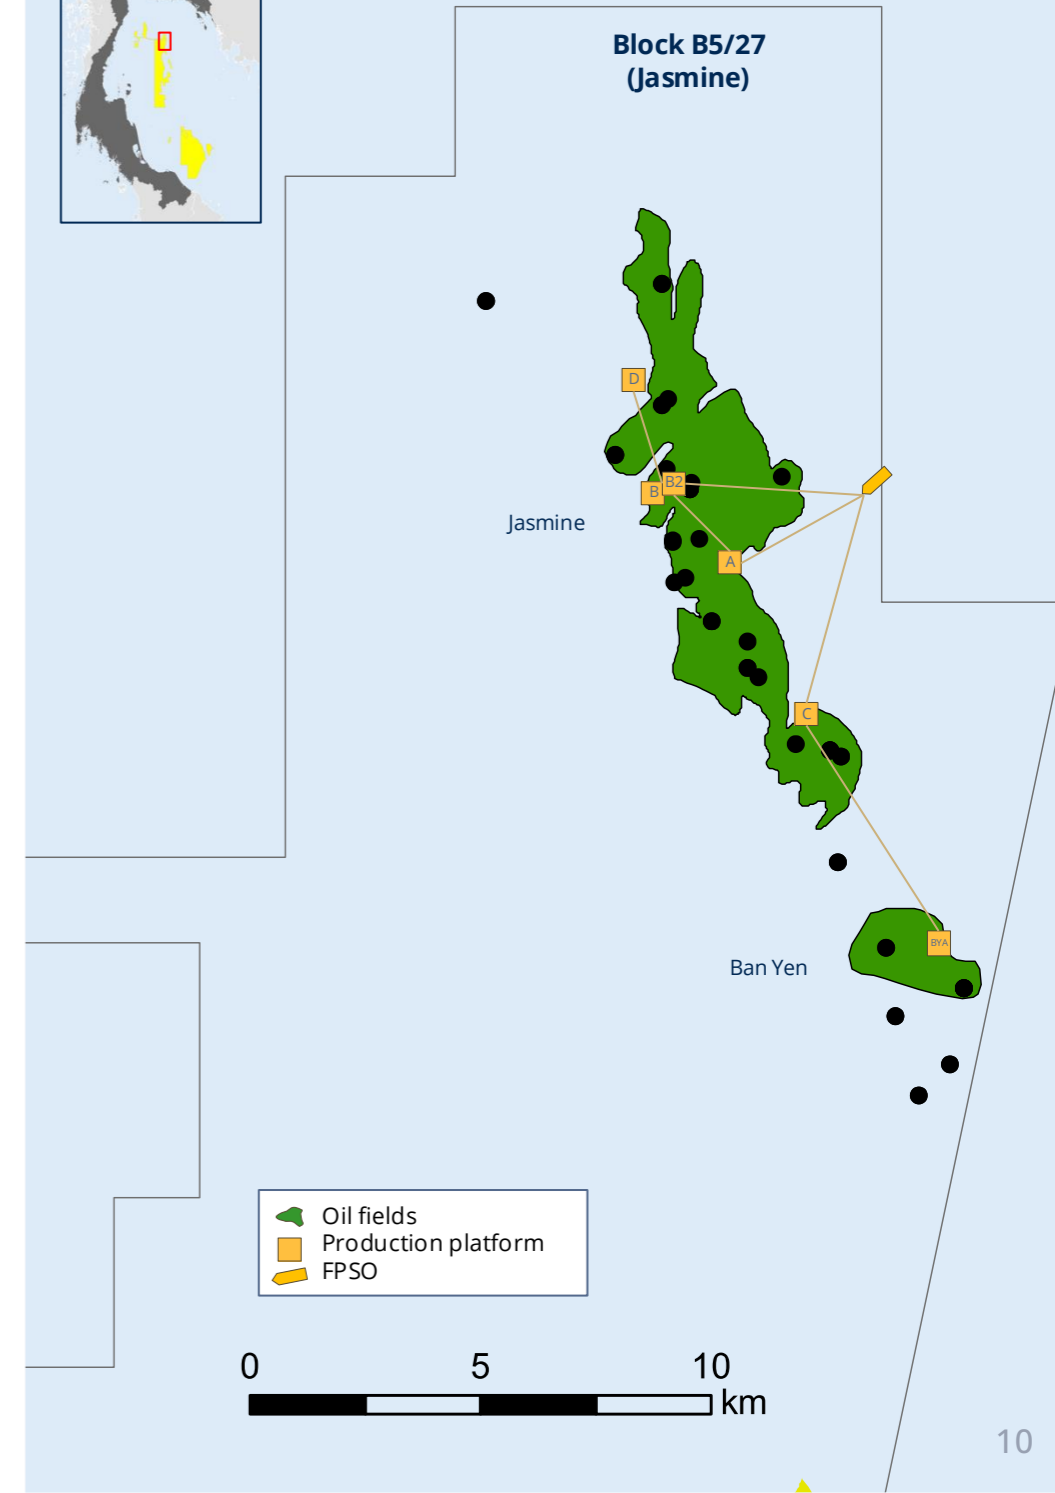 Block B5/27
(Jasmine)
D
B2
B
Jasmine
A
C
BYA
Ban Yen
Oil fields
Production platform
FPSO
0 5 10
km
10